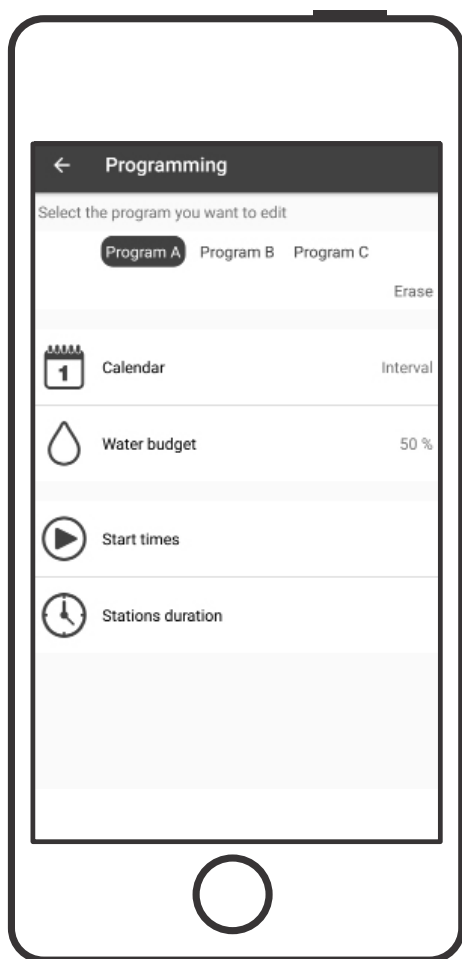 Programming
Select the program you want to edit
Program A Program B Program C
Erase
1
Calendar Interval
Water budget 50 %
Start times
Stations duration